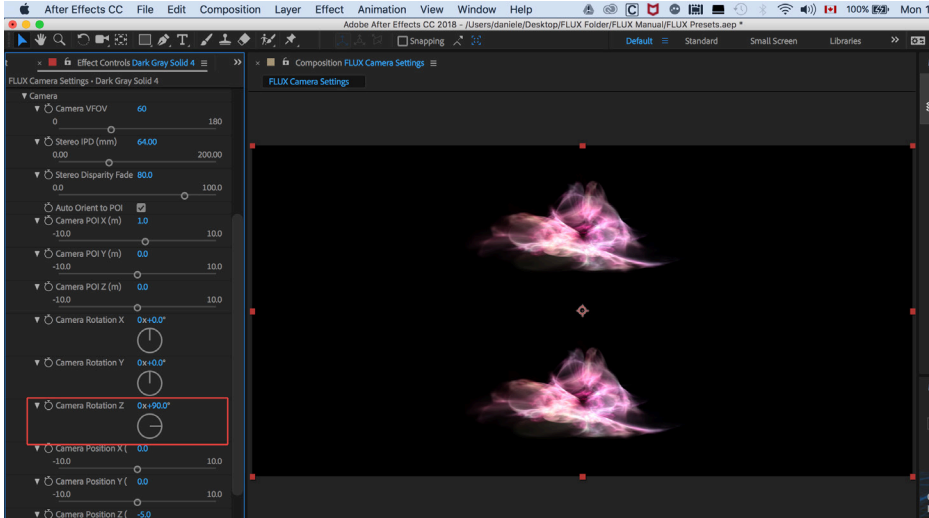 After Effects CC File Edit Composition Layer Effect Animation View Window Help 100% Mon 1
Adobe After Effects CC 2018 - /Users/daniele/Desktop/FLUX Folder/FLUX Manual/FLUX Presets.aep *
Snapping Default Standard Small Screen Libraries
t × Effect Controls Dark Gray Solid 4 × Composition FLUX Camera Settings
FLUX Camera Settings • Dark Gray Solid 4 FLUX Camera Settings
Camera
Camera VFOV 60
0 180
Stereo IPD (mm) 64.00
0.00 200.00
Stereo Disparity Fade 80.0
0.0 100.0
Auto Orient to POI
Camera POI X (m) 1.0
-10.0 10.0
Camera POI Y (m) 0.0
-10.0 10.0
Camera POI Z (m) 0.0
-10.0 10.0
Camera Rotation X 0x+0.0°
Camera Rotation Y 0x+0.0°
Camera Rotation Z 0x+90.0°
Camera Position X ( 0.0
-10.0 10.0
Camera Position Y ( 0.0
-10.0 10.0
Camera Position Z ( -5.0